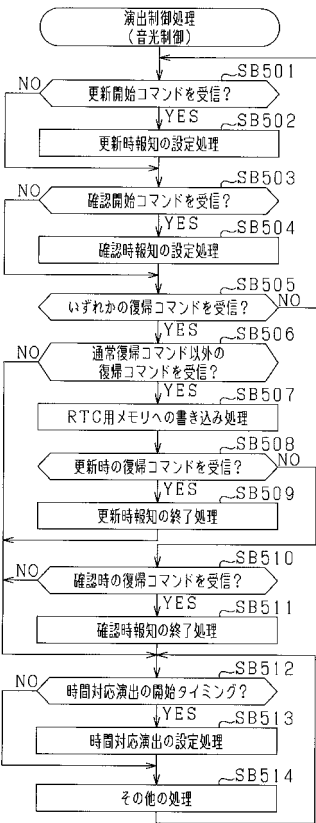 演出制御処理
(音光制御)
SB501
NO
更新開始コマンドを受信?
YES
SB502
更新時報知の設定処理
SB503
NO
確認開始コマンドを受信?
YES
SB504
確認時報知の設定処理
SB505
いずれかの復帰コマンドを受信?
NO
YES
SB506
NO
通常復帰コマンド以外の
復帰コマンドを受信?
YES
SB507
RTC用メモリへの書き込み処理
SB508
更新時の復帰コマンドを受信?
NO
YES
SB509
更新時報知の終了処理
SB510
NO
確認時の復帰コマンドを受信?
YES
SB511
確認時報知の終了処理
SB512
NO
時間対応演出の開始タイミング?
YES
SB513
時間対応演出の設定処理
SB514
その他の処理